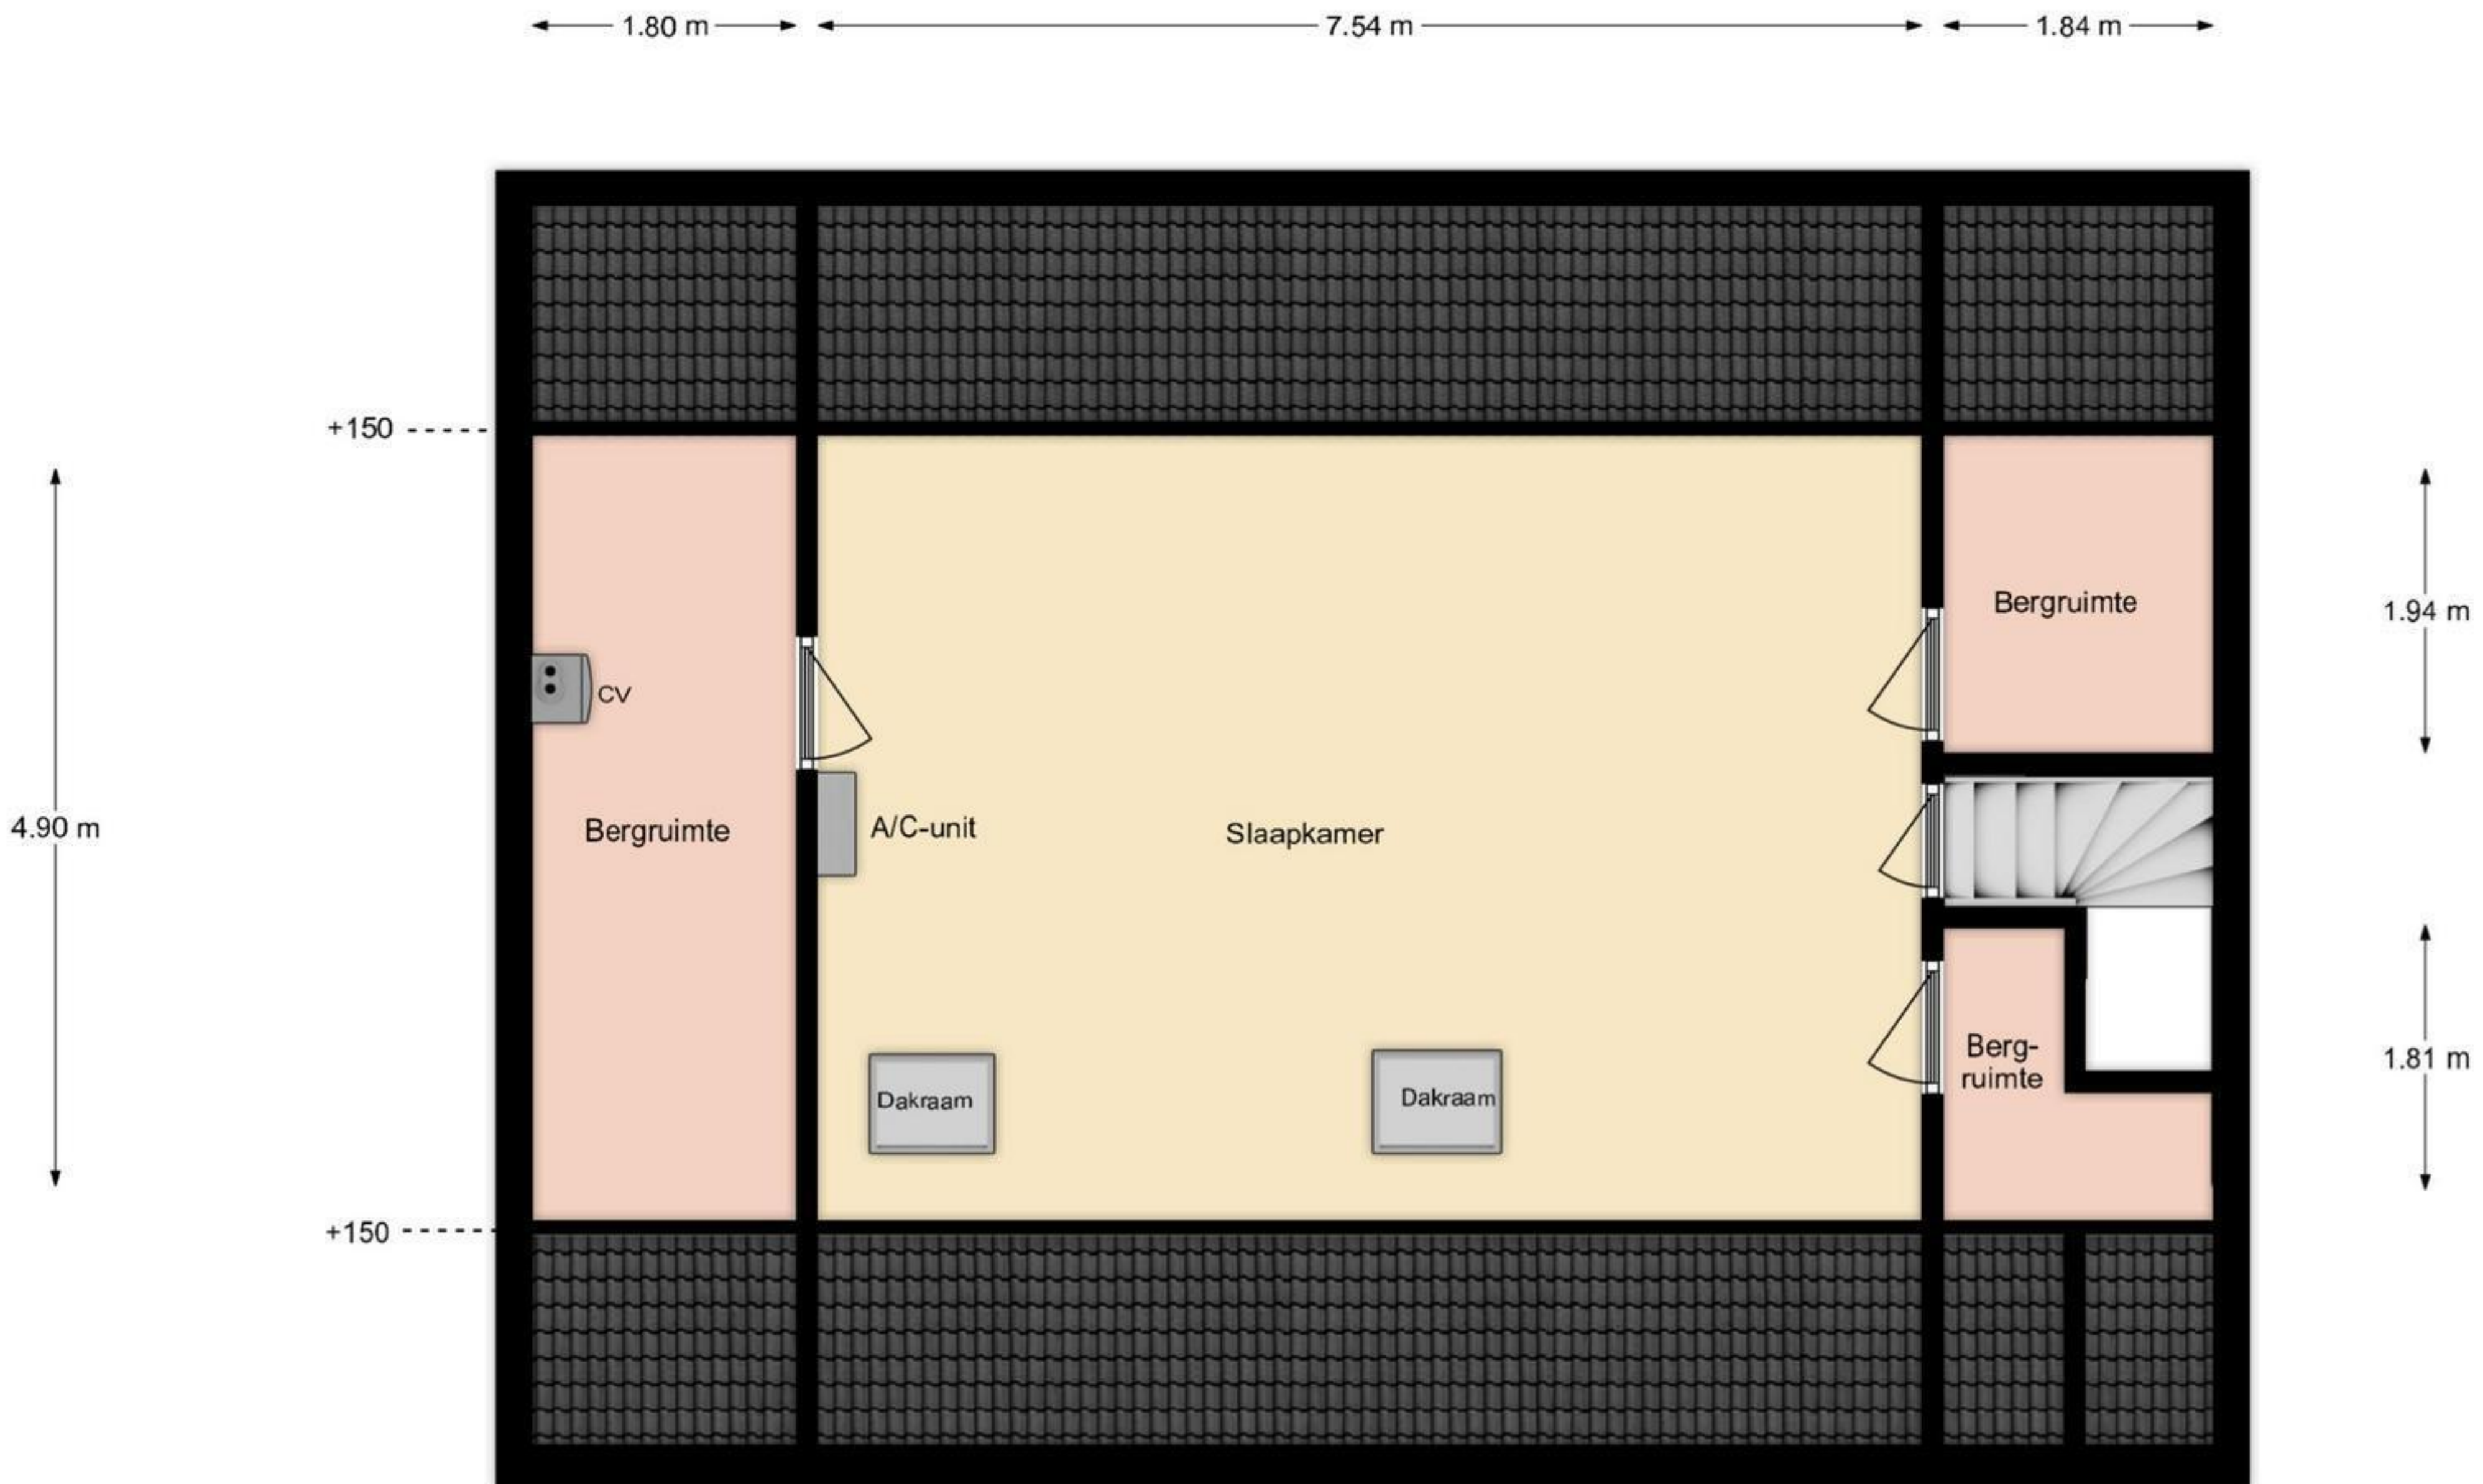 1.80 m
7.54 m
1.84 m
+150
Bergruimte
1.94 m
CV
4.90 m
Bergruimte
A/C-unit
Slaapkamer
Berg-
ruimte
1.81 m
Dakraam
Dakraam
+150